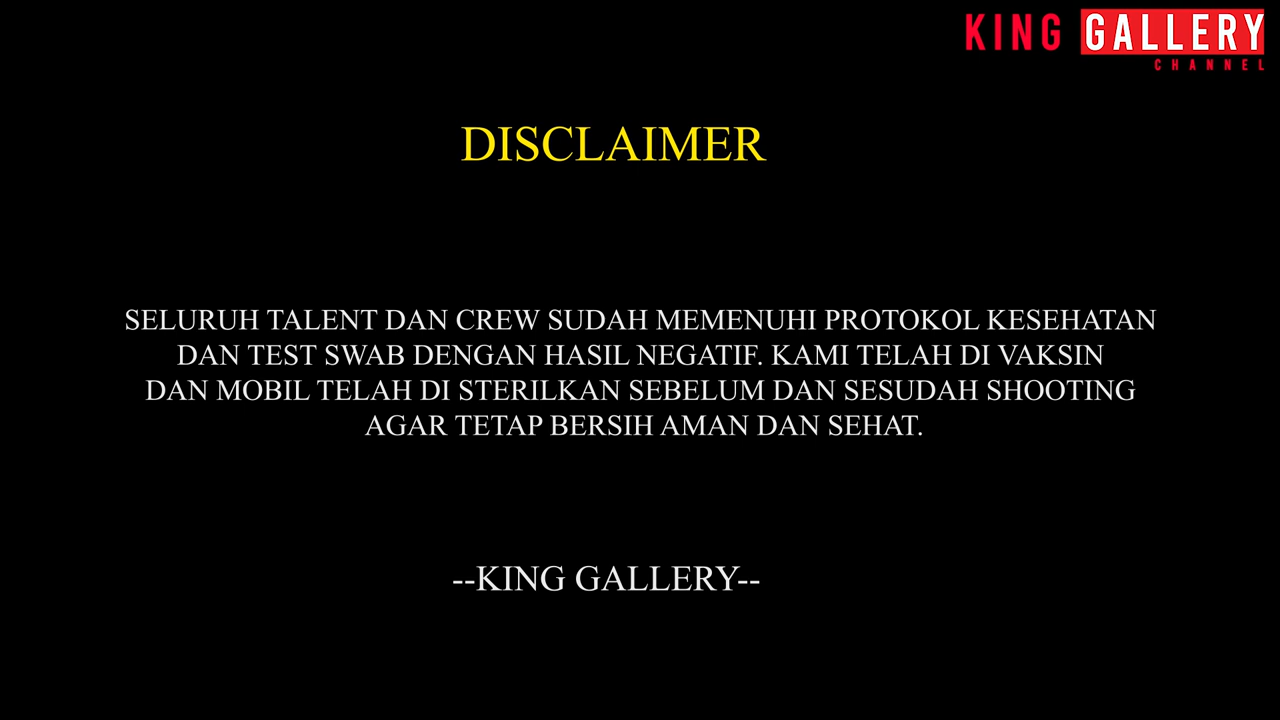 KING GALLERY
CHANNEL
DISCLAIMER
SELURUH TALENT DAN CREW SUDAH MEMENUHI PROTOKOL KESEHATAN
DAN TEST SWAB DENGAN HASIL NEGATIF. KAMI TELAH DI VAKSIN
DAN MOBIL TELAH DI STERILKAN SEBELUM DAN SESUDAH SHOOTING
AGAR TETAP BERSIH AMAN DAN SEHAT.
--KING GALLERY--